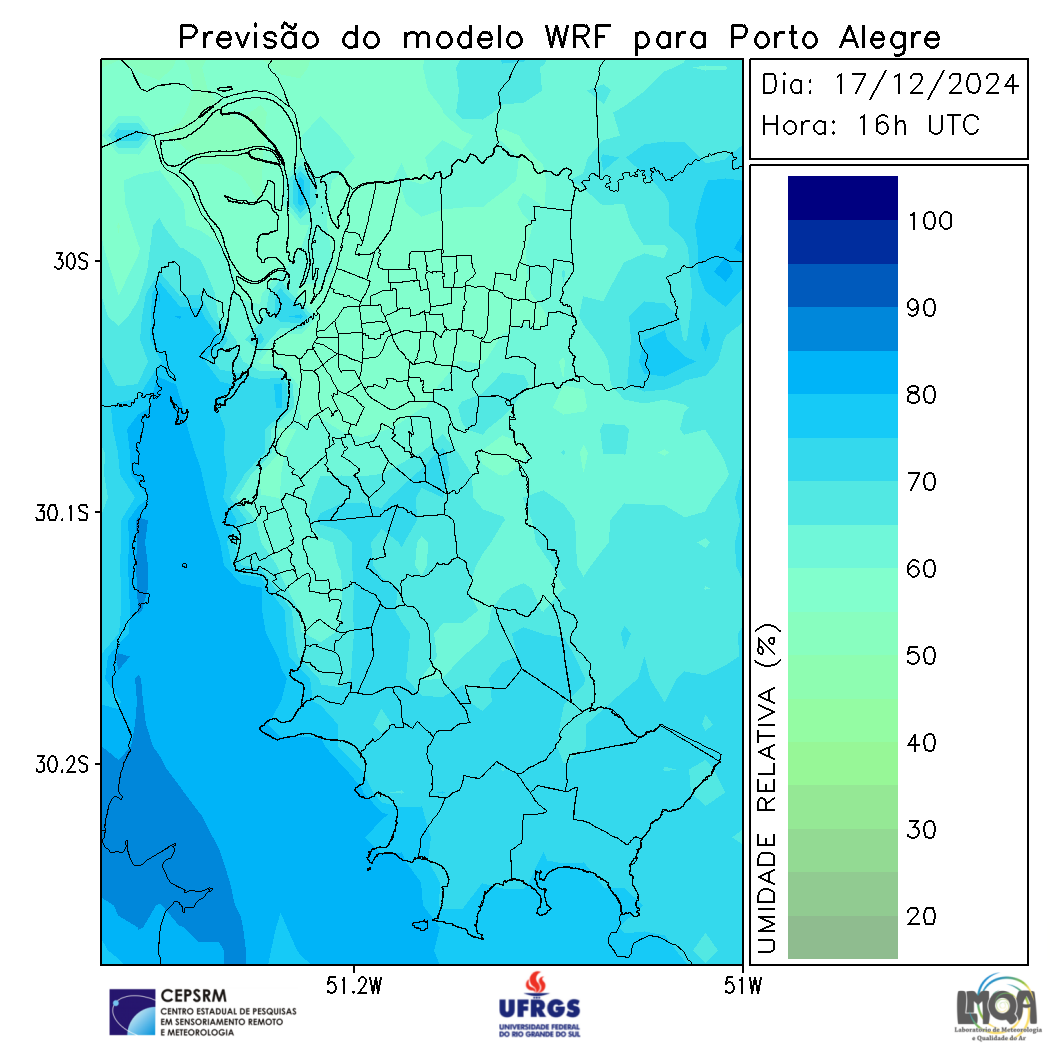 Previsão do modelo WRF para Porto Alegre
Dia: 17/12/2024
Hora: 16h UTC
30S
30.1S
30.2S
51.2W
51W
UMIDADE RELATIVA (%)
100
90
80
70
60
50
40
30
20
CEPSRM
CENTRO ESTADUAL DE PESQUISAS
EM SENSORIAMENTO REMOTO
E METEOROLOGIA
UFRGS
UNIVERSIDADE FEDERAL
DO RIO GRANDE DO SUL
LMQA
Laboratório de Meteorologia
e Qualidade do Ar